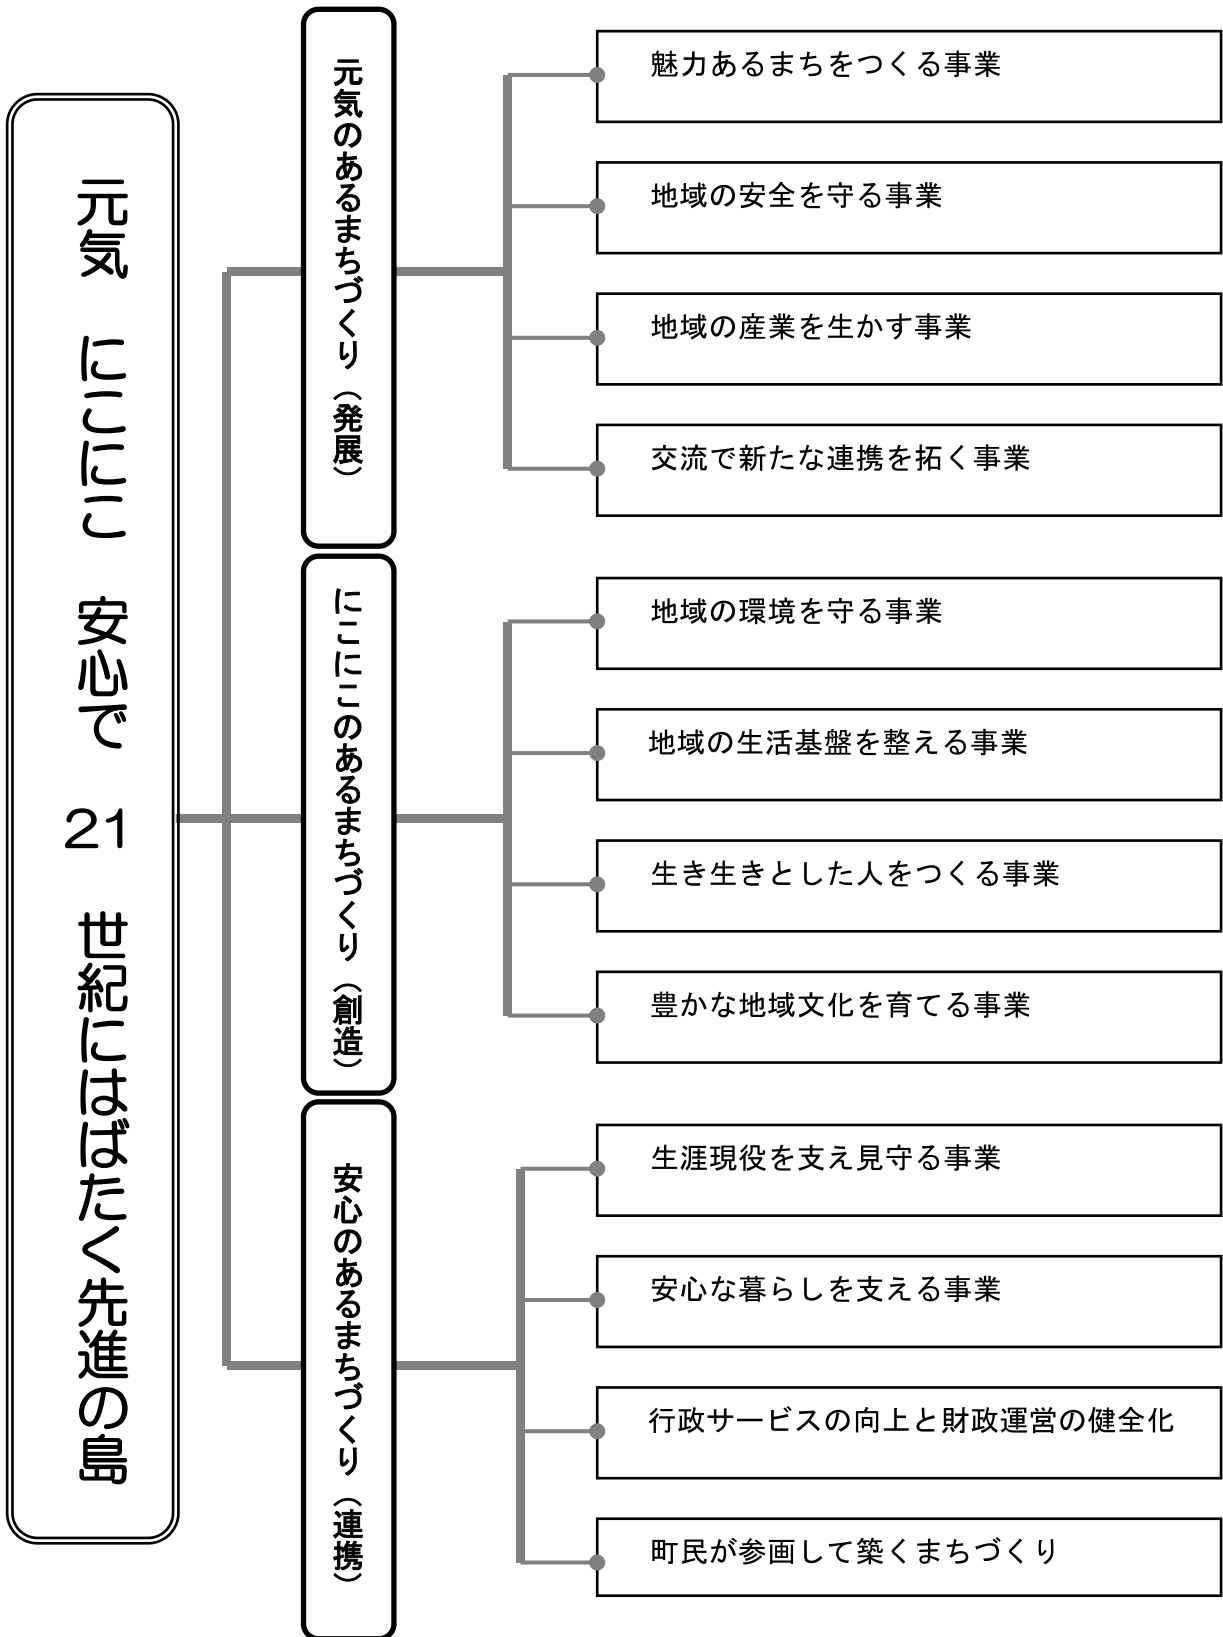 元気 にこにこ 安心で 21 世紀にはばたく先進の島
元気のあるまちづくり（発展）
魅力あるまちをつくる事業
地域の安全を守る事業
地域の産業を生かす事業
交流で新たな連携を拓く事業
にこにこのあるまちづくり（創造）
地域の環境を守る事業
地域の生活基盤を整える事業
生き生きとした人をつくる事業
豊かな地域文化を育てる事業
安心のあるまちづくり（連携）
生涯現役を支え見守る事業
安心な暮らしを支える事業
行政サービスの向上と財政運営の健全化
町民が参画して築くまちづくり